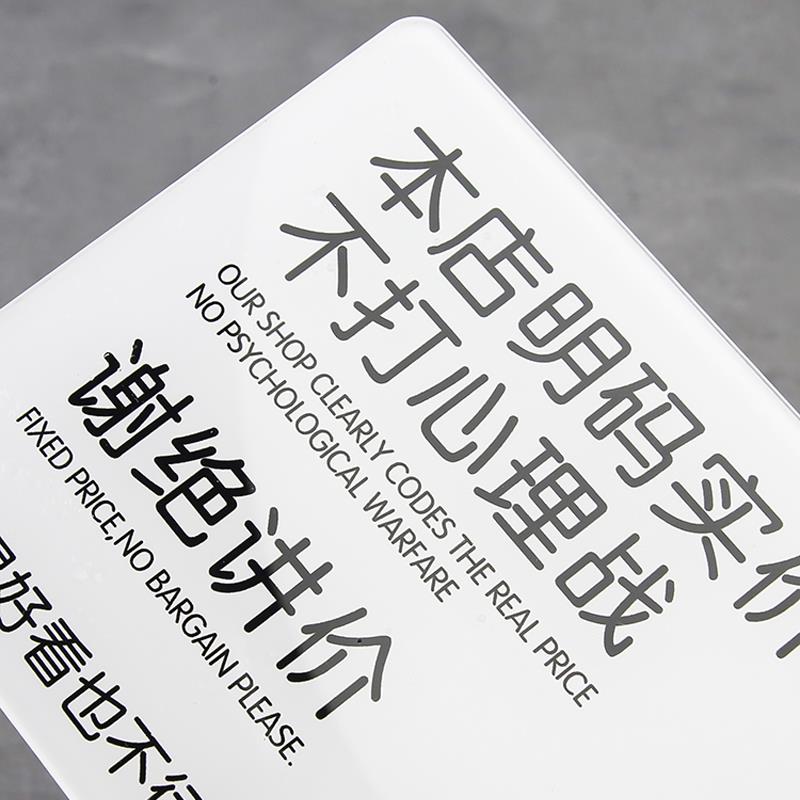 本店明码实价
不打心理战
OUR SHOP CLEARLY CODES THE REAL PRICE
NO PSYCHOLOGICAL WARFARE
谢绝讲价
FIXED PRICE,NO BARGAIN PLEASE.
好看也不行